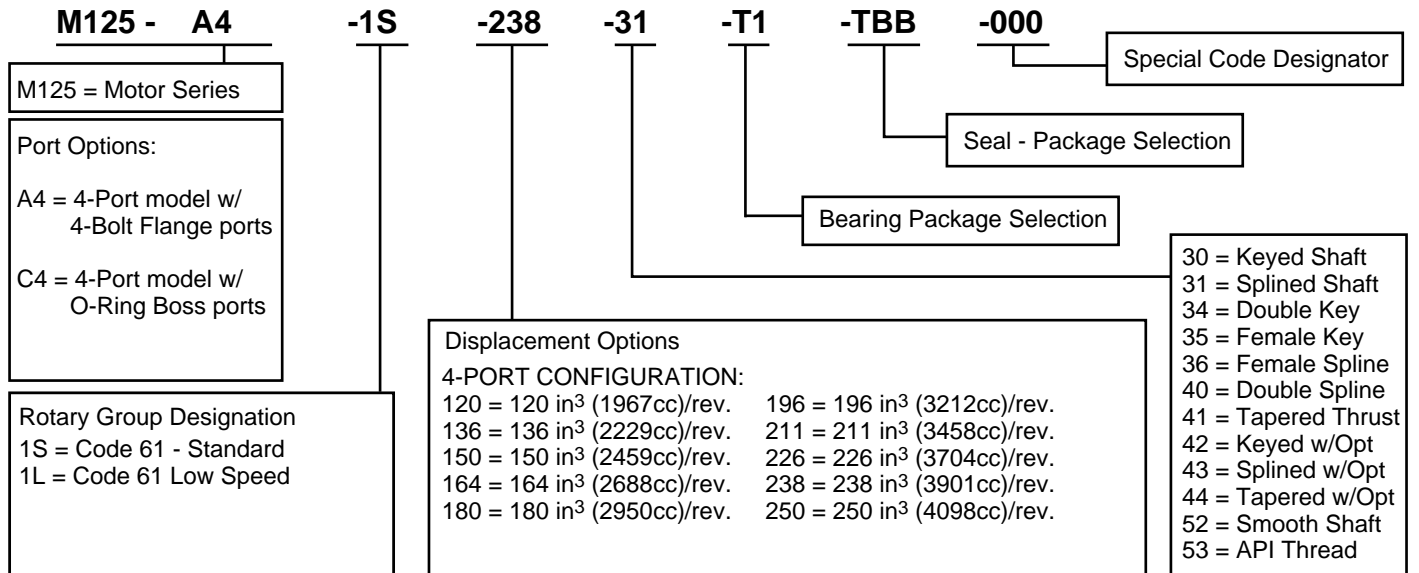 M125 - A4 -1S -238 -31 -T1 -TBB -000
Special Code Designator
M125 = Motor Series
Seal - Package Selection
Port Options:
A4 = 4-Port model w/
4-Bolt Flange ports
C4 = 4-Port model w/
O-Ring Boss ports
Bearing Package Selection
30 = Keyed Shaft
31 = Splined Shaft
34 = Double Key
35 = Female Key
36 = Female Spline
40 = Double Spline
41 = Tapered Thrust
42 = Keyed w/Opt
43 = Splined w/Opt
44 = Tapered w/Opt
52 = Smooth Shaft
53 = API Thread
Displacement Options
4-PORT CONFIGURATION:
120 = 120 in³ (1967cc)/rev. 196 = 196 in³ (3212cc)/rev.
136 = 136 in³ (2229cc)/rev. 211 = 211 in³ (3458cc)/rev.
150 = 150 in³ (2459cc)/rev. 226 = 226 in³ (3704cc)/rev.
164 = 164 in³ (2688cc)/rev. 238 = 238 in³ (3901cc)/rev.
180 = 180 in³ (2950cc)/rev. 250 = 250 in³ (4098cc)/rev.
Rotary Group Designation
1S = Code 61 - Standard
1L = Code 61 Low Speed